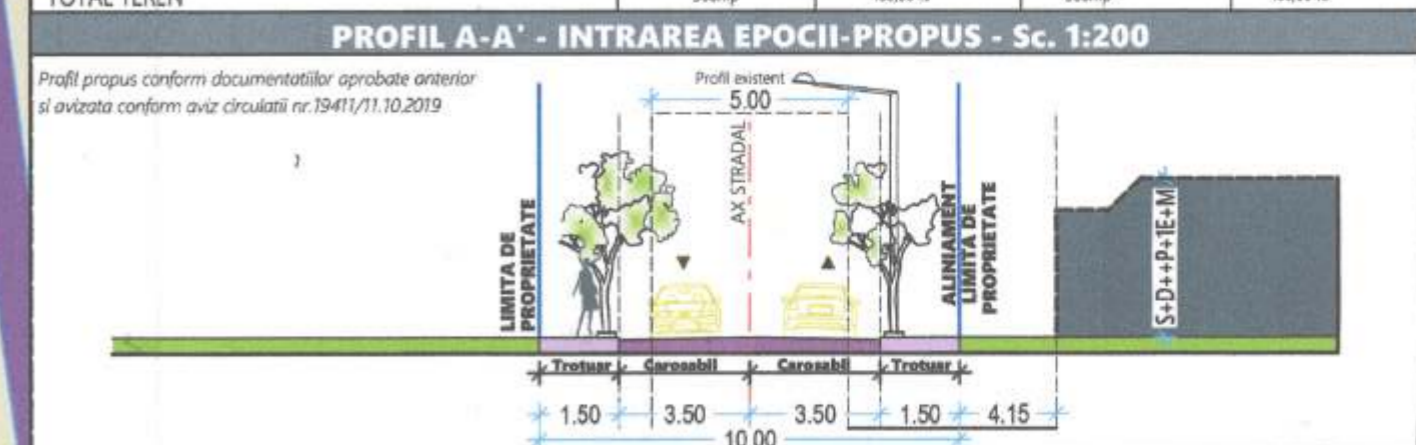 TOTAL TEREN
PROFIL A-A' - INTRAREA EPOCII-PROPUS - Sc. 1:200
Profil propus conform documentatiilor aprobate anterior
si avizata conform aviz circulatii nr.19411/11.10.2019
Profil existent
5.00
AX STRADAL
LIMITA DE
PROPRIETATE
ALINIAMENT
LIMITA DE
PROPRIETATE
S+D++P+1E+M
Trotuar Carosabil Carosabil Trotuar
1.50 3.50 3.50 1.50 4.15
10.00